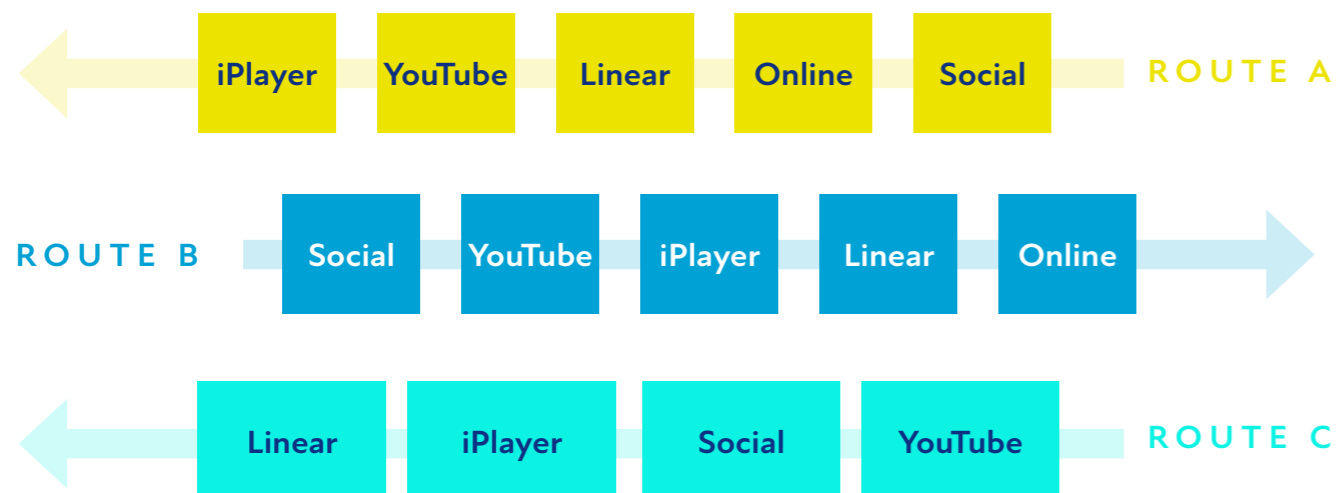 iPlayer YouTube Linear Online Social ROUTE A
ROUTE B Social YouTube iPlayer Linear Online
Linear iPlayer Social YouTube ROUTE C